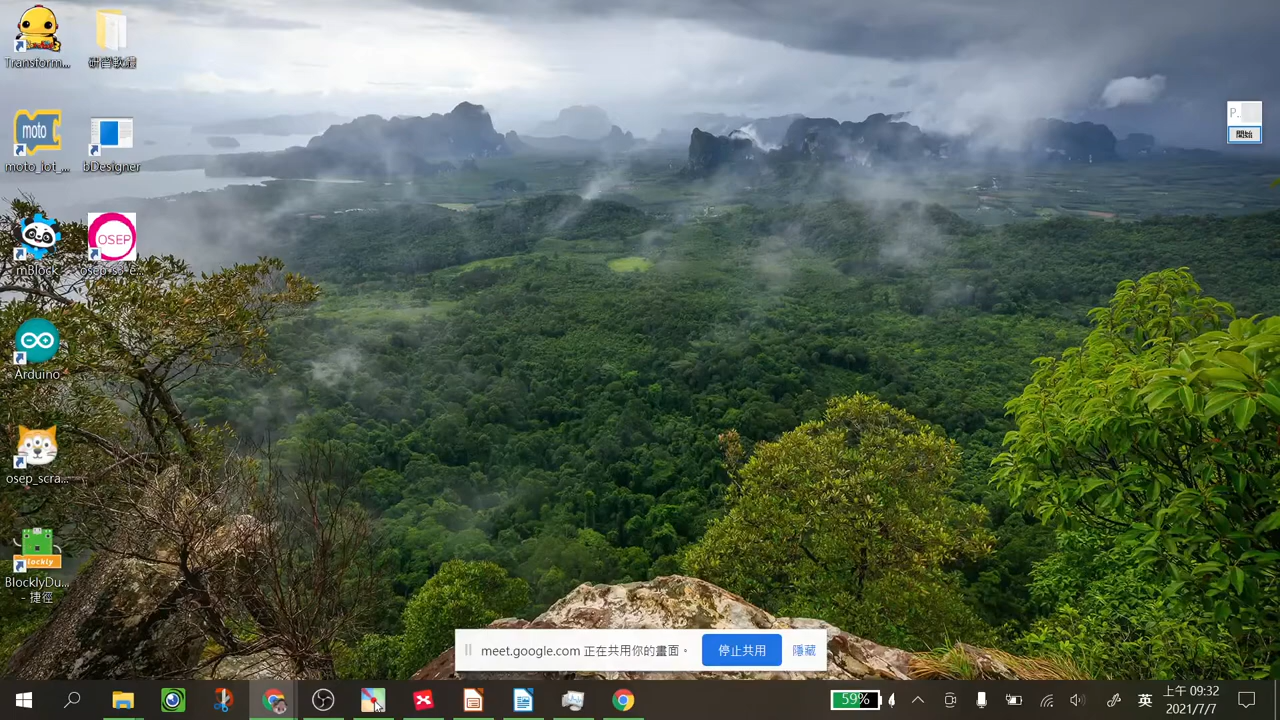 Transform...
研習軟體
moto
moto_iot_...
bDesigner
mBlock
OSEP
osep-s3-e...
Arduino
osep_scra...
Blockly
BlocklyDu...
- 捷徑
P..
開始
meet.google.com 正在共用你的畫面。
停止共用
隱藏
59%
英
上午 09:32
2021/7/7